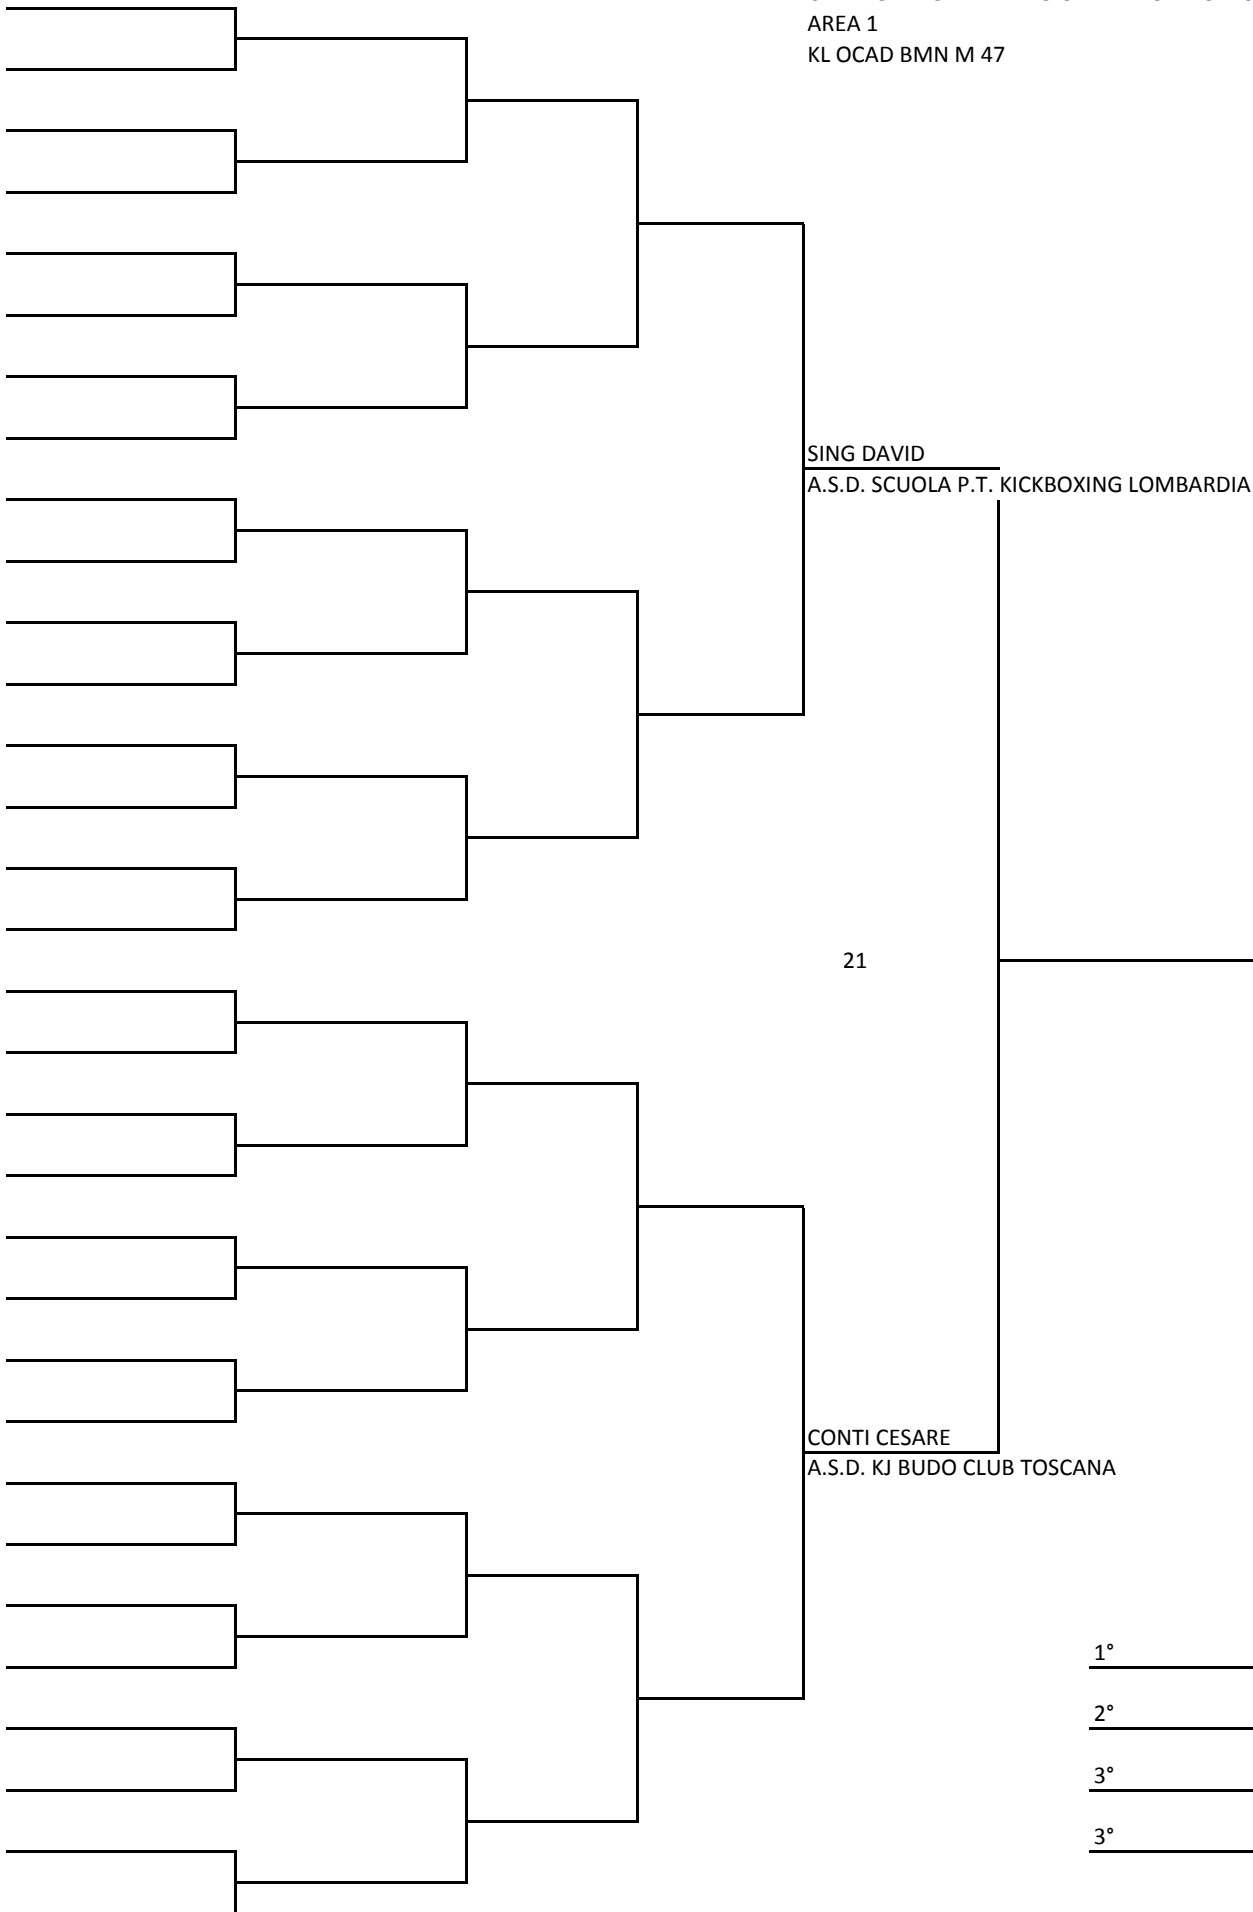 AREA 1
KL OCAD BMN M 47
SING DAVID
A.S.D. SCUOLA P.T. KICKBOXING LOMBARDIA
21
CONTI CESARE
A.S.D. KJ BUDO CLUB TOSCANA
1°
2°
3°
3°